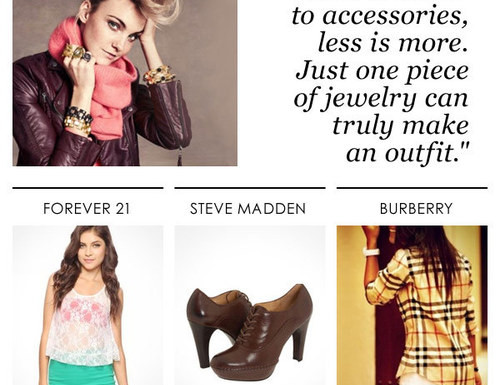 to accessories,
less is more.
Just one piece
of jewelry can
truly make
an outfit."
FOREVER 21
STEVE MADDEN
BURBERRY